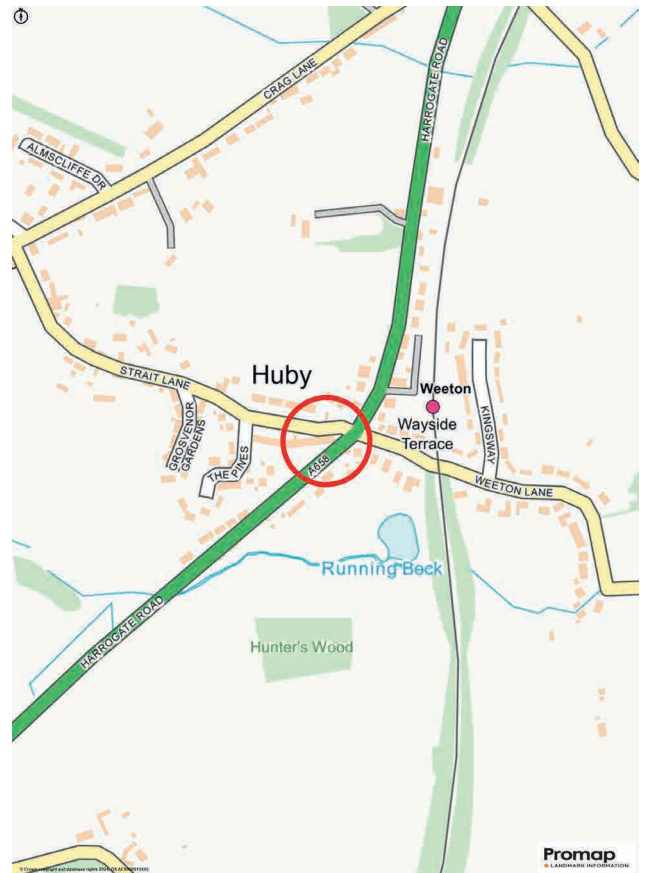 CRAG LANE
HARROGATE ROAD
ALMSCLIFFE DR
STRAIT LANE
Huby
Weeton
Wayside
Terrace
KINGSWAY
GROSVENOR
GARDENS
THE PINES
A658
WEETON LANE
Running Beck
HARROGATE ROAD
Hunter's Wood
Promap
LANDMARK INFORMATION